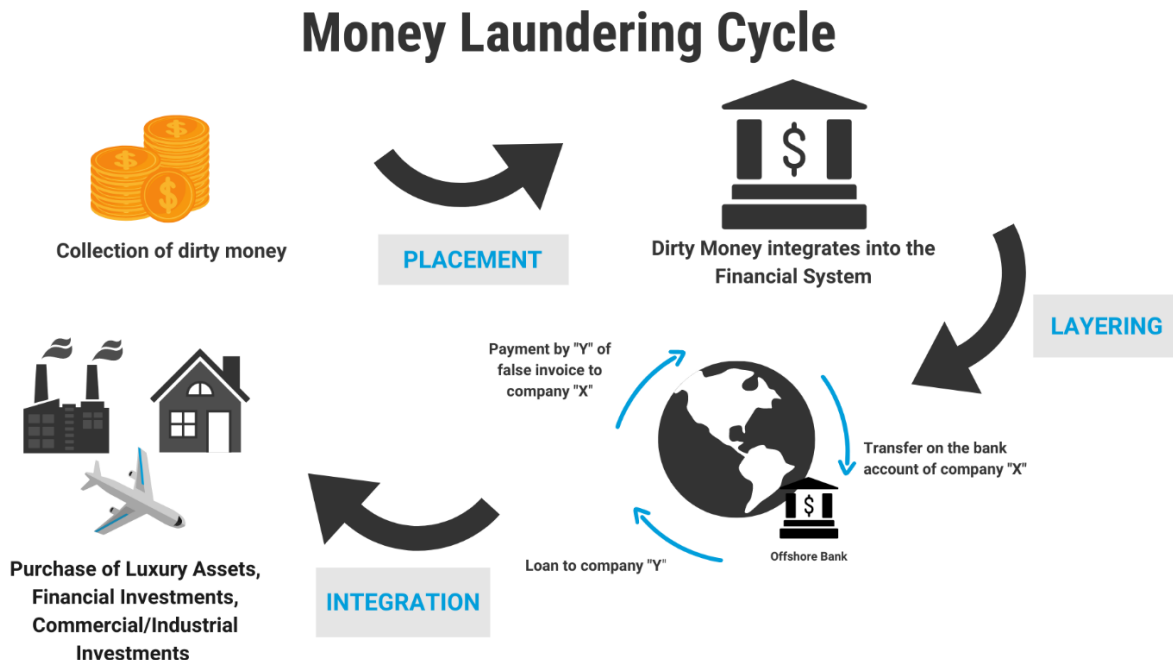 Money Laundering Cycle
Collection of dirty money
PLACEMENT
Dirty Money integrates into the
Financial System
LAYERING
Payment by "Y" of
false invoice to
company "X"
Transfer on the bank
account of company "X"
Offshore Bank
Loan to company "Y"
INTEGRATION
Purchase of Luxury Assets,
Financial Investments,
Commercial/Industrial
Investments